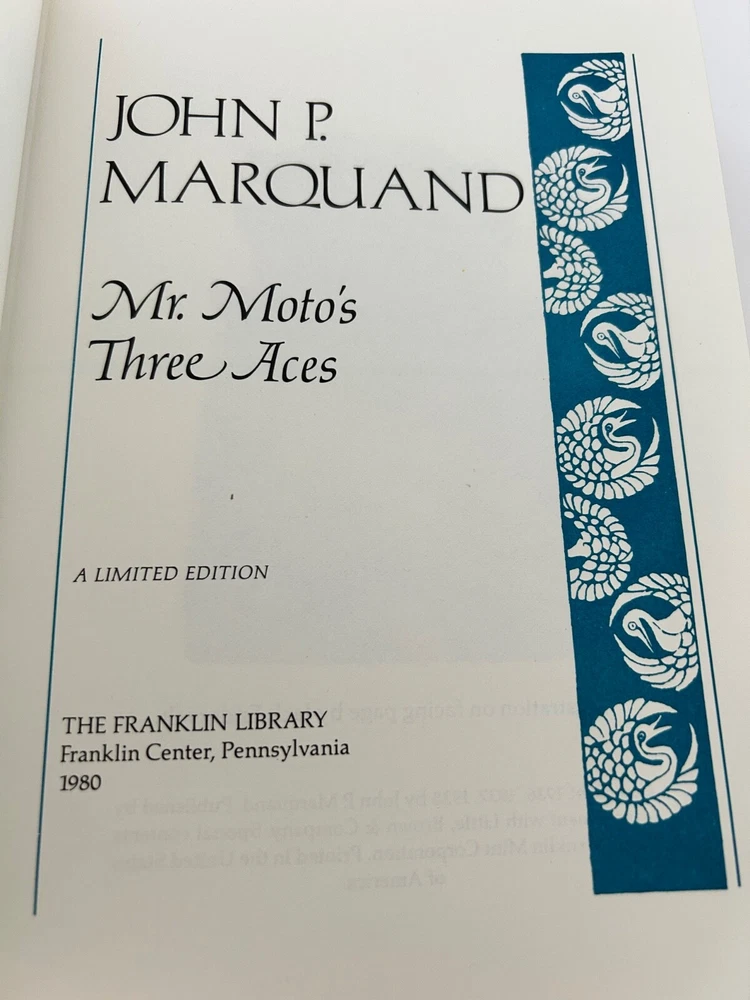 JOHN P.
MARQUAND
Mr. Moto's
Three Aces
A LIMITED EDITION
THE FRANKLIN LIBRARY
Franklin Center, Pennsylvania
1980